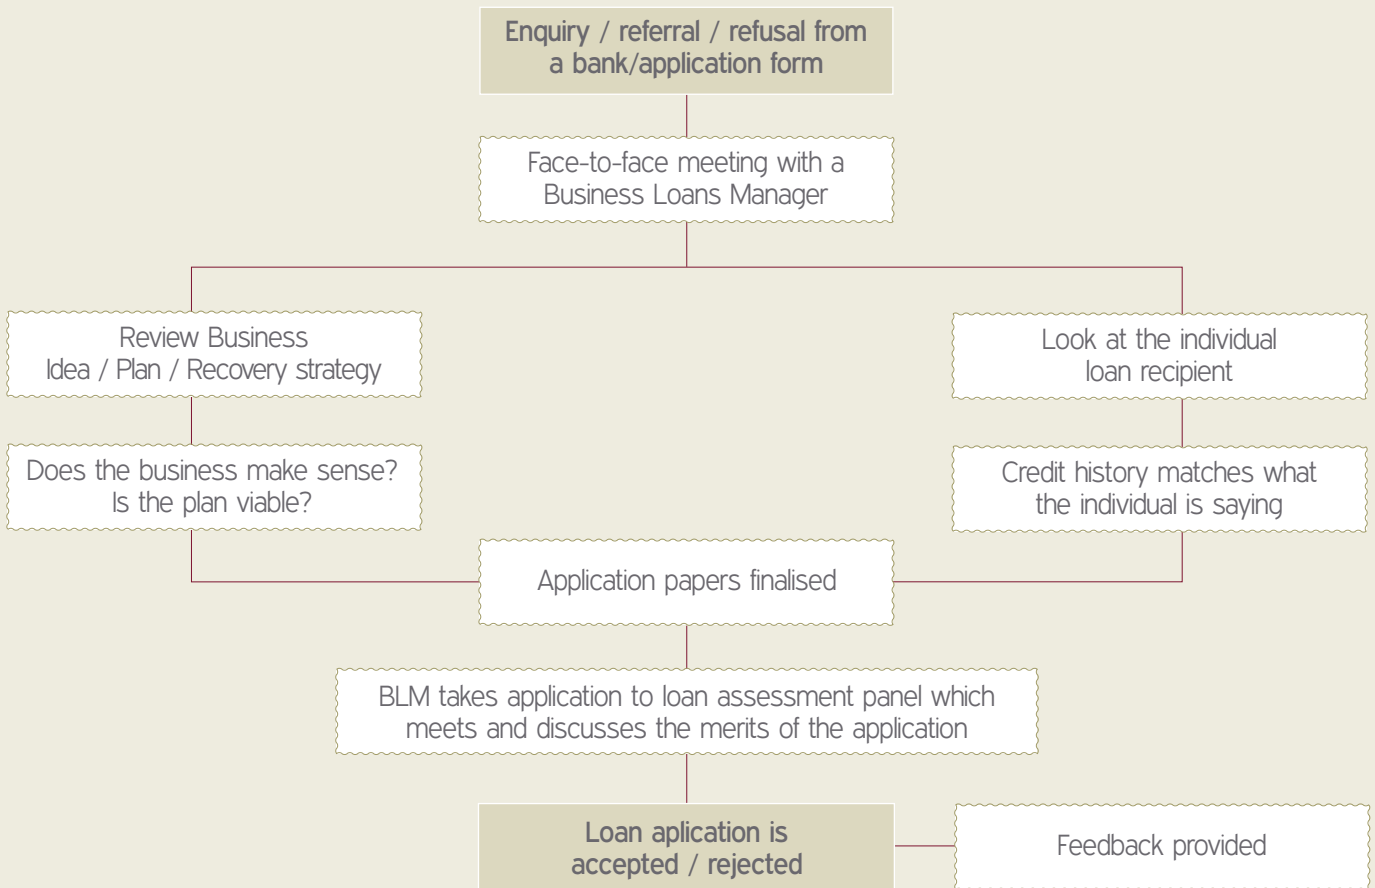 Enquiry / referral / refusal from
a bank/application form
Face-to-face meeting with a
Business Loans Manager
Review Business
Idea / Plan / Recovery strategy
Look at the individual
loan recipient
Does the business make sense?
Is the plan viable?
Credit history matches what
the individual is saying
Application papers finalised
BLM takes application to loan assessment panel which
meets and discusses the merits of the application
Loan aplication is
accepted / rejected
Feedback provided